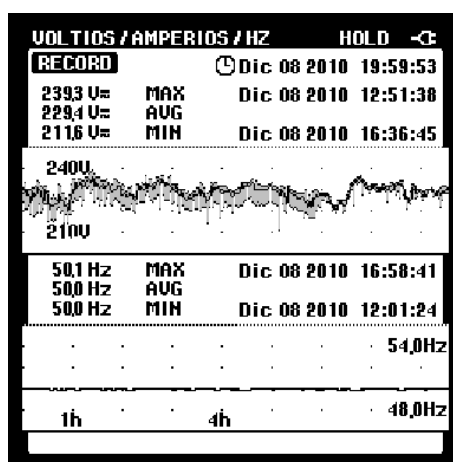 VOLTIOS / AMPERIOS / HZ HOLD
RECORD Dic 08 2010 19:59:53
239,3 V≂ MAX Dic 08 2010 12:51:38
229,4 V≂ AVG
211,6 V≂ MIN Dic 08 2010 16:36:45
240V
210V
50,1 Hz MAX Dic 08 2010 16:58:41
50,0 Hz AVG
50,0 Hz MIN Dic 08 2010 12:01:24
54,0Hz
48,0Hz
1h 4h